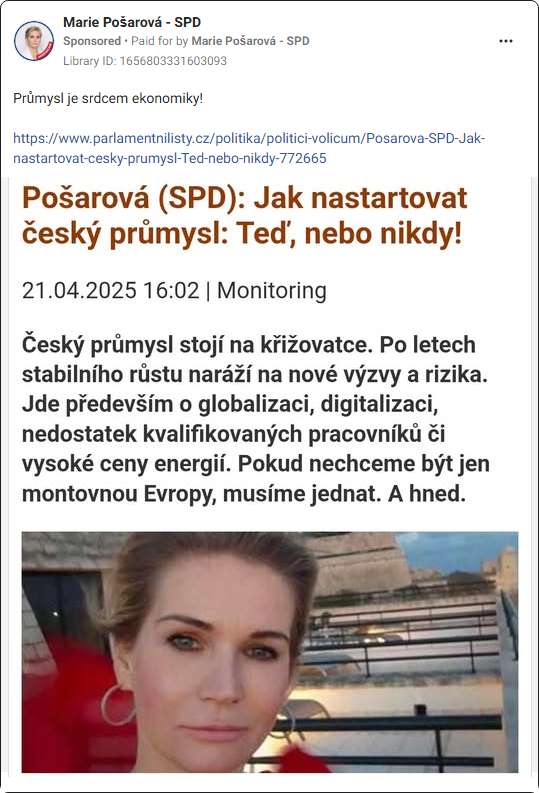 Marie Pošarová - SPD
Sponsored • Paid for by Marie Pošarová - SPD
Library ID: 1656803331603093
Průmysl je srdcem ekonomiky!
https://www.parlamentnilisty.cz/politika/politici-volicum/Posarova-SPD-Jak-
nastartovat-cesky-prumysl-Ted-nebo-nikdy-772665
Pošarová (SPD): Jak nastartovat
český průmysl: Teď, nebo nikdy!
21.04.2025 16:02 | Monitoring
Český průmysl stojí na křižovatce. Po letech
stabilního růstu naráží na nové výzvy a rizika.
Jde především o globalizaci, digitalizaci,
nedostatek kvalifikovaných pracovníků či
vysoké ceny energií. Pokud nechceme být jen
montovnou Evropy, musíme jednat. A hned.